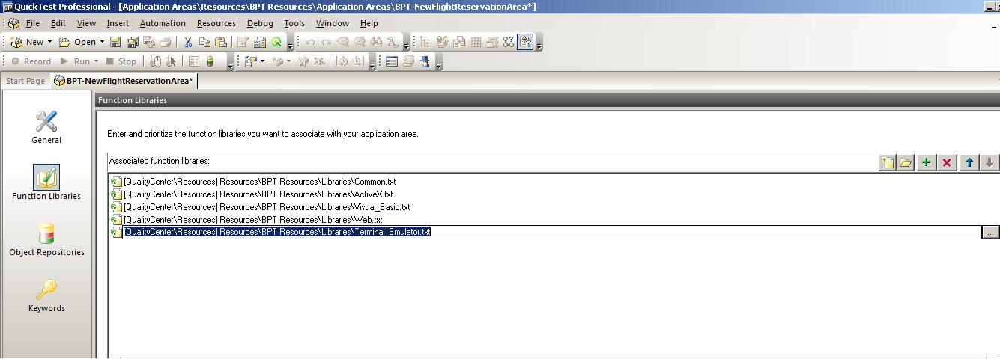 QuickTest Professional - [Application Areas\Resources\BPT Resources\Application Areas\BPT-NewFlightReservationArea*]
File Edit View Insert Automation Resources Debug Tools Window Help
New Open
Record Run Stop
Start Page BPT-NewFlightReservationArea*
Function Libraries
General
Function Libraries
Object Repositories
Keywords
Enter and prioritize the function libraries you want to associate with your application area.
Associated function libraries:
[QualityCenter\Resources] Resources\BPT Resources\Libraries\Common.txt
[QualityCenter\Resources] Resources\BPT Resources\Libraries\ActiveX.txt
[QualityCenter\Resources] Resources\BPT Resources\Libraries\Visual_Basic.txt
[QualityCenter\Resources] Resources\BPT Resources\Libraries\Web.txt
[QualityCenter\Resources] Resources\BPT Resources\Libraries\Terminal_Emulator.txt
...